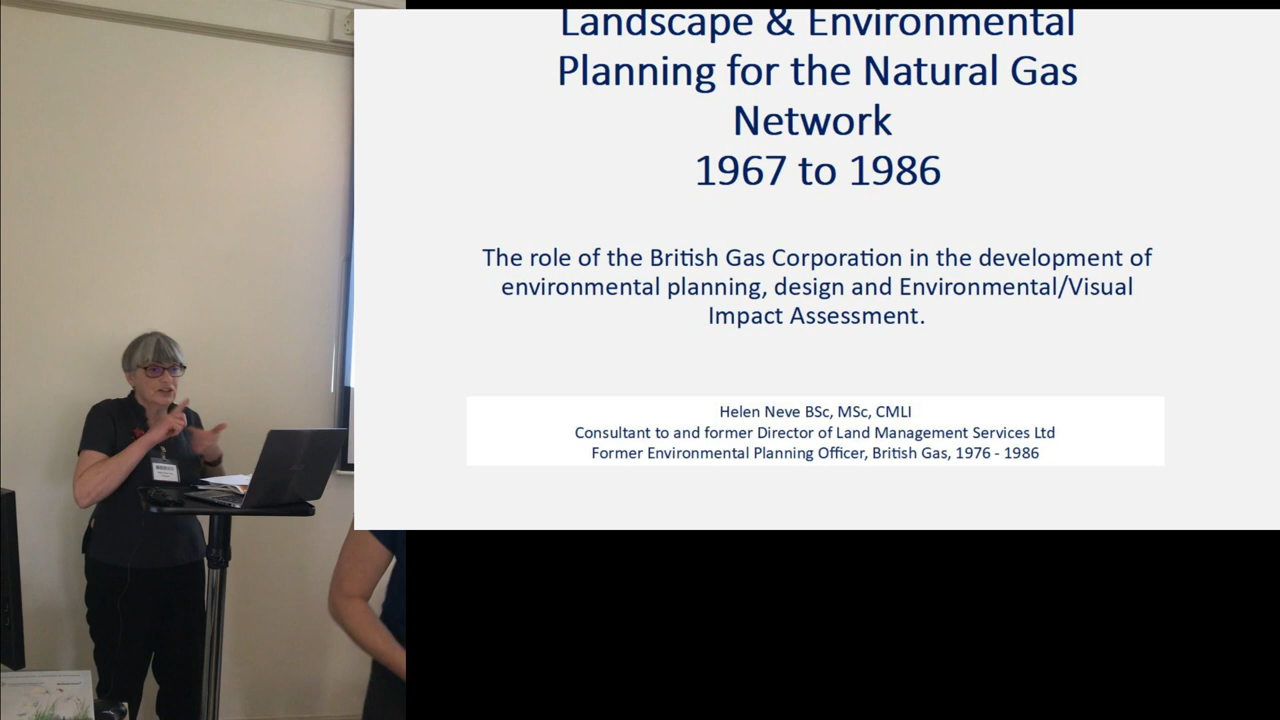 Landscape & Environmental
Planning for the Natural Gas
Network
1967 to 1986
The role of the British Gas Corporation in the development of
environmental planning, design and Environmental/Visual
Impact Assessment.
Helen Neve BSc, MSc, CMLI
Consultant to and former Director of Land Management Services Ltd
Former Environmental Planning Officer, British Gas, 1976 - 1986